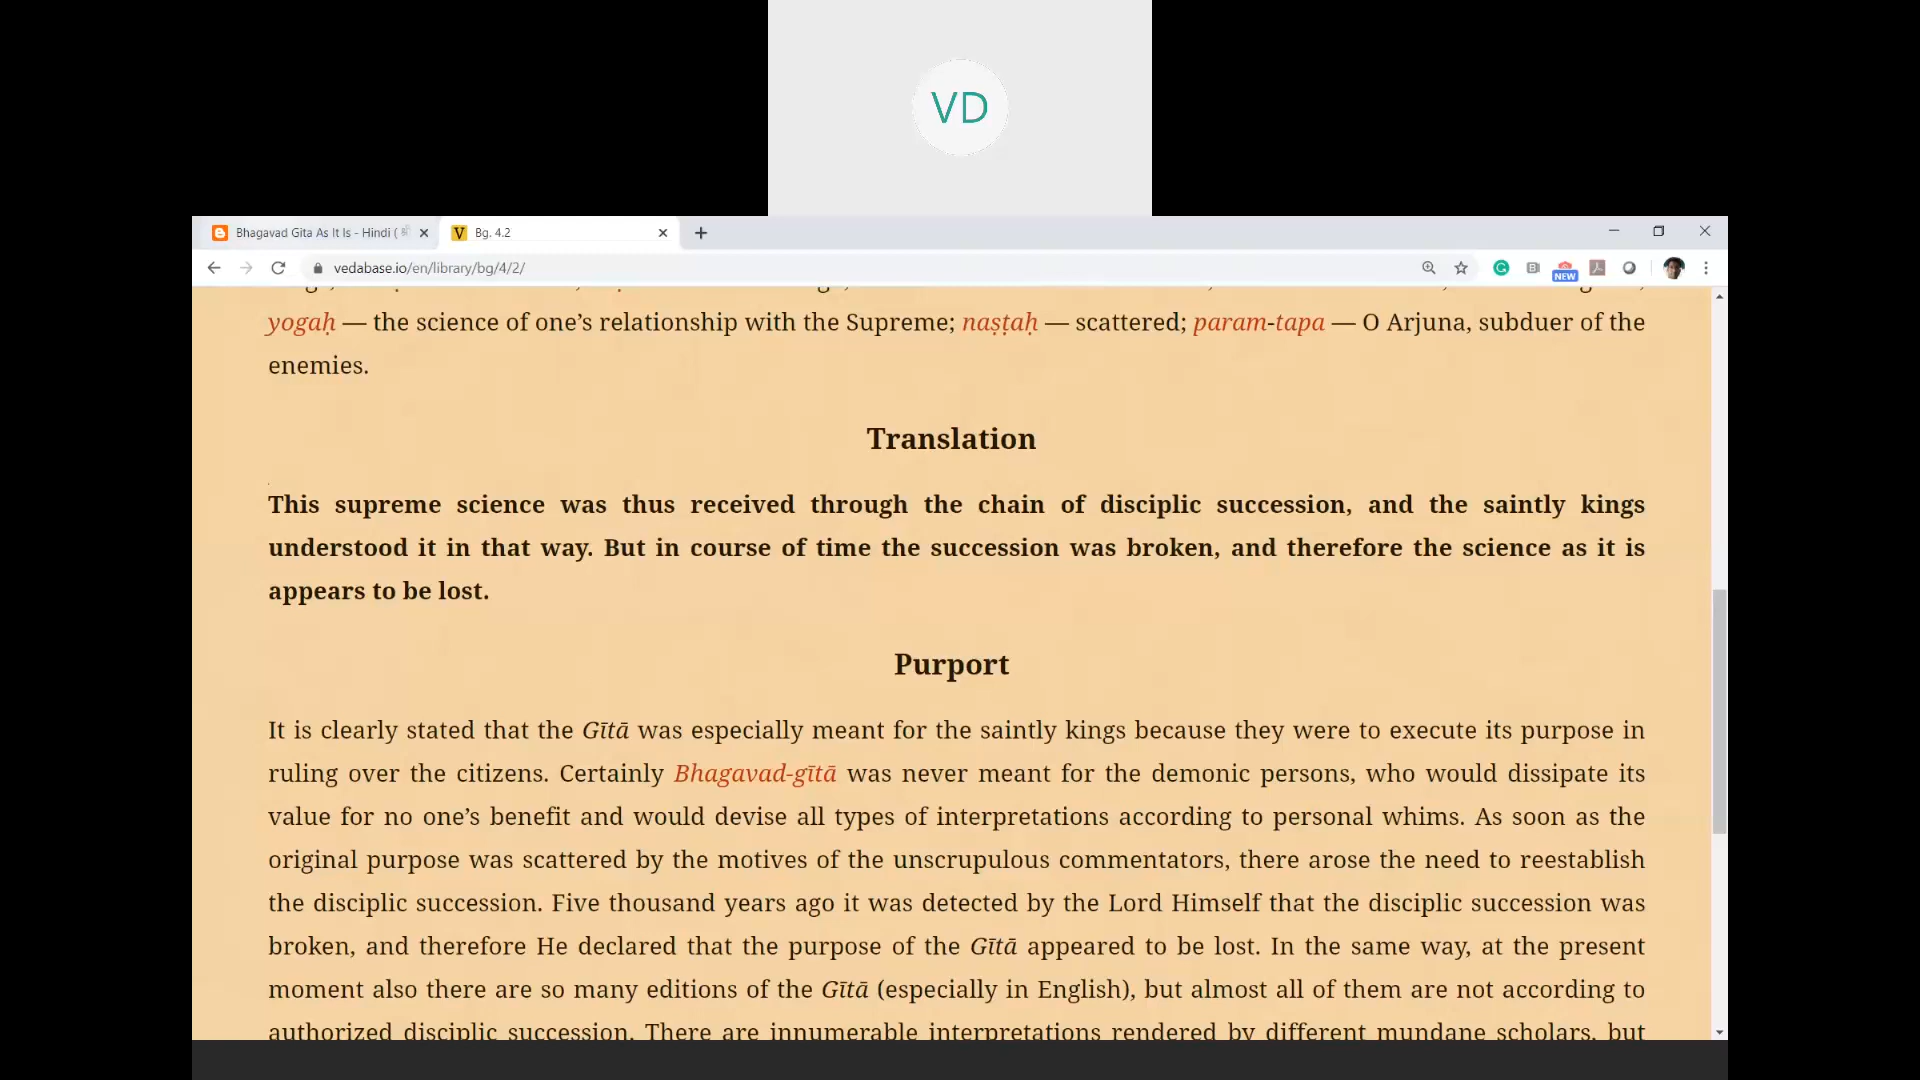 VD
Bhagavad Gita As It Is - Hindi (
Bg. 4.2
vedabase.io/en/library/bg/4/2/
NEW
yogaḥ — the science of one’s relationship with the Supreme; naṣṭaḥ — scattered; param-tapa — O Arjuna, subduer of the
enemies.
Translation
This supreme science was thus received through the chain of disciplic succession, and the saintly kings
understood it in that way. But in course of time the succession was broken, and therefore the science as it is
appears to be lost.
Purport
It is clearly stated that the Gītā was especially meant for the saintly kings because they were to execute its purpose in
ruling over the citizens. Certainly Bhagavad-gītā was never meant for the demonic persons, who would dissipate its
value for no one’s benefit and would devise all types of interpretations according to personal whims. As soon as the
original purpose was scattered by the motives of the unscrupulous commentators, there arose the need to reestablish
the disciplic succession. Five thousand years ago it was detected by the Lord Himself that the disciplic succession was
broken, and therefore He declared that the purpose of the Gītā appeared to be lost. In the same way, at the present
moment also there are so many editions of the Gītā (especially in English), but almost all of them are not according to
authorized disciplic succession. There are innumerable interpretations rendered by different mundane scholars, but